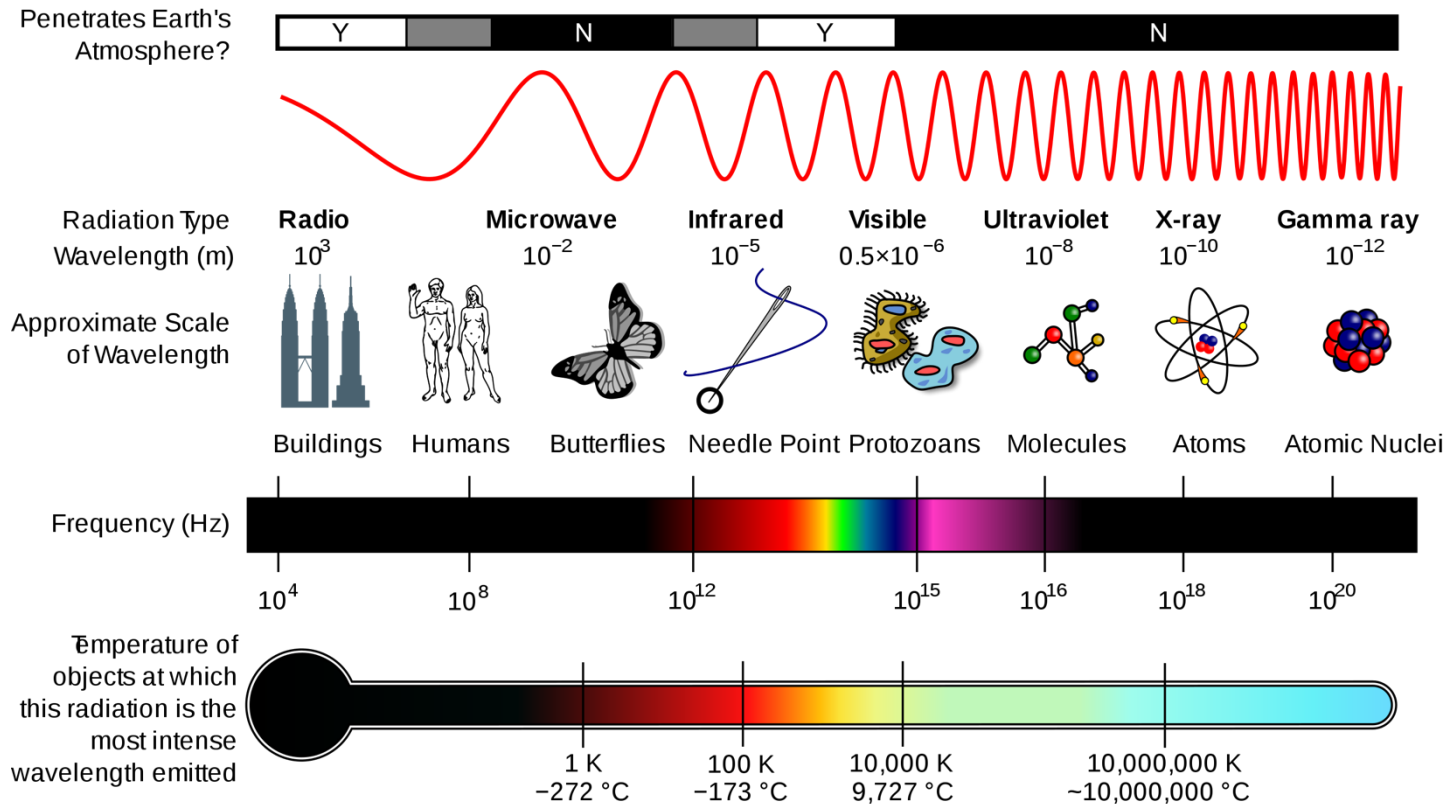 Penetrates Earth's
Atmosphere?
Y N Y N
Radiation Type
Radio Microwave Infrared Visible Ultraviolet X-ray Gamma ray
Wavelength (m)
10³ 10⁻² 10⁻⁵ 0.5×10⁻⁶ 10⁻⁸ 10⁻¹⁰ 10⁻¹²
Approximate Scale
of Wavelength
Buildings Humans Butterflies Needle Point Protozoans Molecules Atoms Atomic Nuclei
Frequency (Hz)
10⁴ 10⁸ 10¹² 10¹⁵ 10¹⁶ 10¹⁸ 10²⁰
Temperature of
objects at which
this radiation is the
most intense
wavelength emitted
1 K 100 K 10,000 K 10,000,000 K
−272 °C −173 °C 9,727 °C ~10,000,000 °C